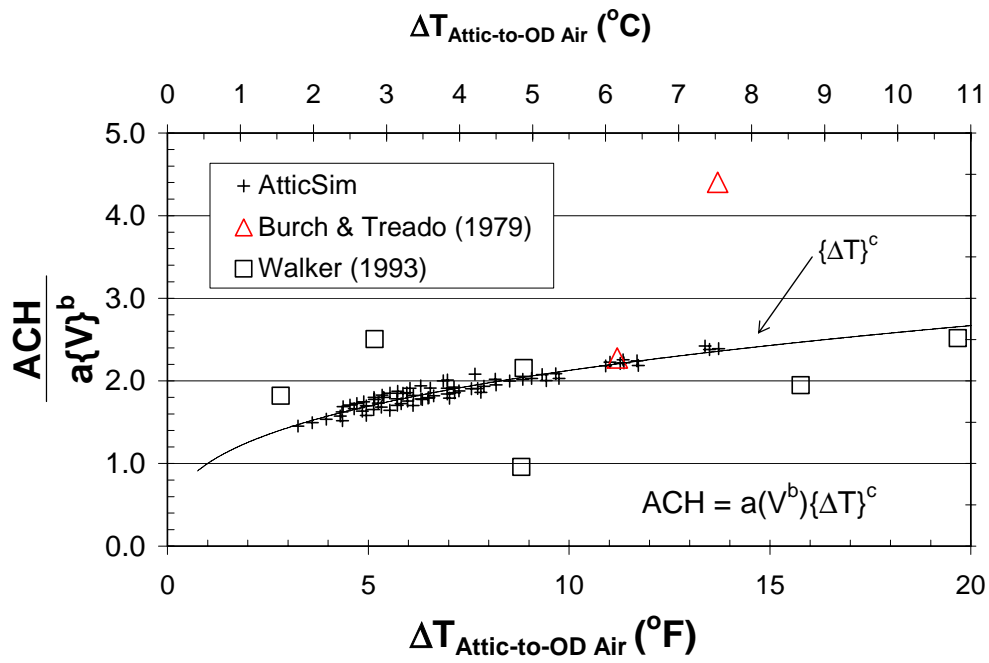 ΔT Attic-to-OD Air (°C)
0 1 2 3 4 5 6 7 8 9 10 11
5.0
4.0
3.0
2.0
1.0
0.0
ACH
a{V}^b
AtticSim
Burch & Treado (1979)
Walker (1993)
{ΔT}^c
ACH = a(V^b){ΔT}^c
0 5 10 15 20
ΔT Attic-to-OD Air (°F)